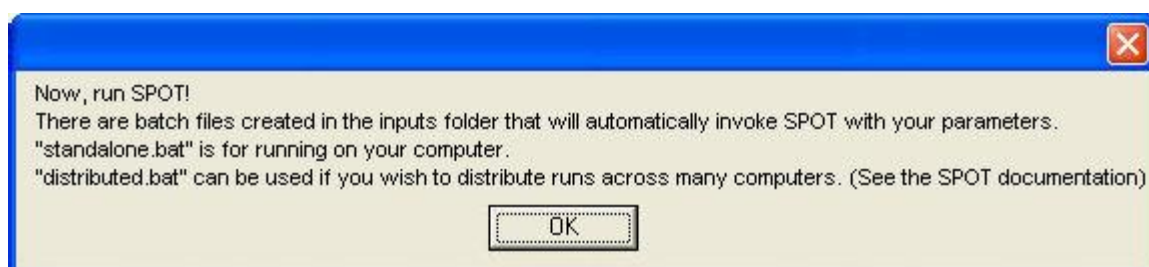 Now, run SPOT!
There are batch files created in the inputs folder that will automatically invoke SPOT with your parameters.
"standalone.bat" is for running on your computer.
"distributed.bat" can be used if you wish to distribute runs across many computers. (See the SPOT documentation)
OK